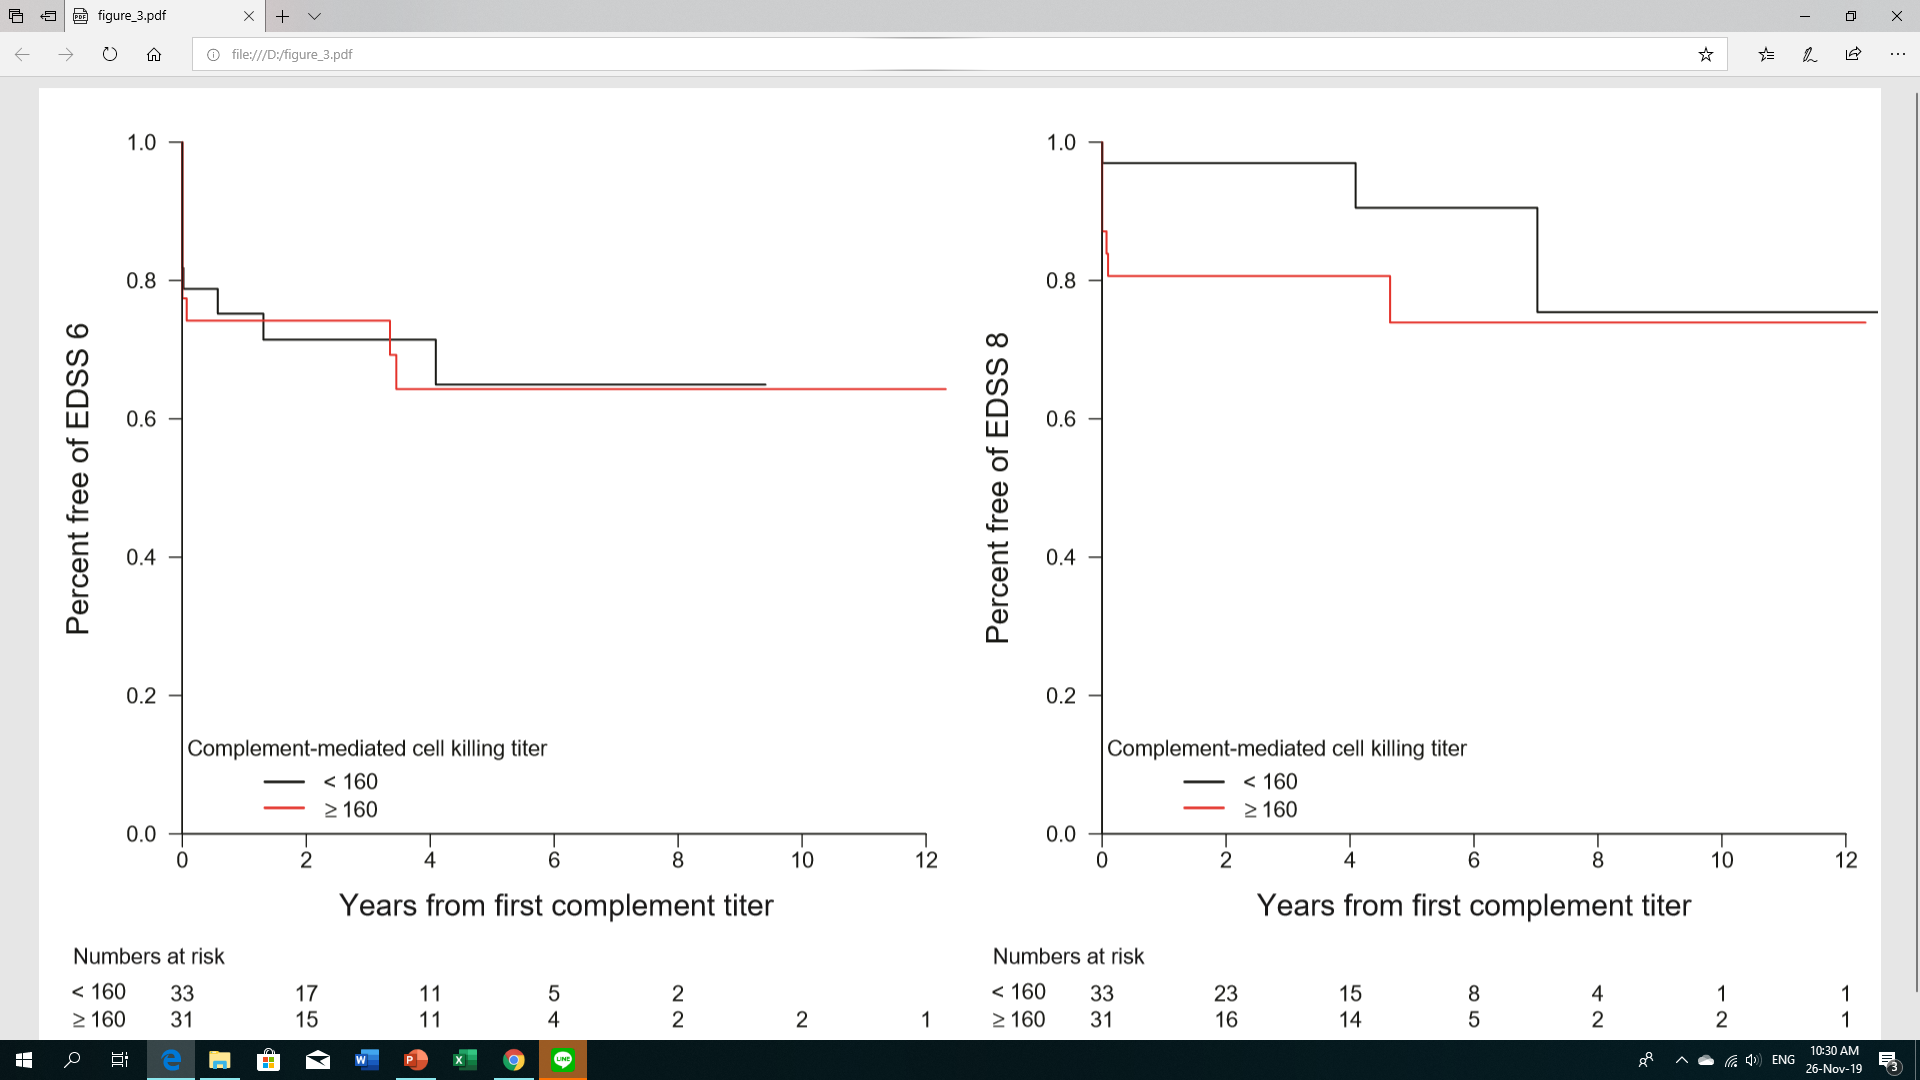 figure_3.pdf
file:///D:/figure_3.pdf
Percent free of EDSS 6
1.0
0.8
0.6
0.4
0.2
0.0
Complement-mediated cell killing titer
< 160
≥ 160
0 2 4 6 8 10 12
Years from first complement titer
Numbers at risk
< 160 33 17 11 5 2
≥ 160 31 15 11 4 2 2 1
Percent free of EDSS 8
1.0
0.8
0.6
0.4
0.2
0.0
Complement-mediated cell killing titer
< 160
≥ 160
0 2 4 6 8 10 12
Years from first complement titer
Numbers at risk
< 160 33 23 15 8 4 1 1
≥ 160 31 16 14 5 2 2 1
ENG
10:30 AM
26-Nov-19
3